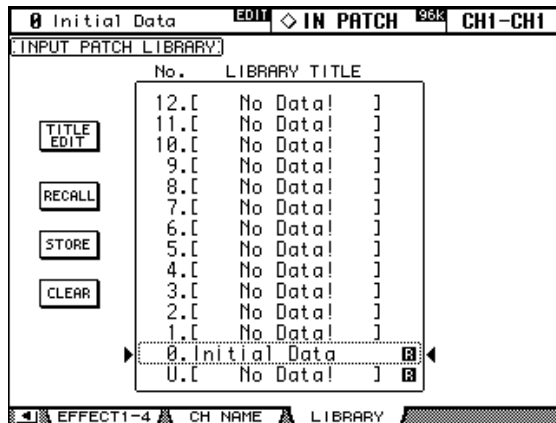 0 Initial Data EDIT ◇ IN PATCH 96k CH1-CH1
INPUT PATCH LIBRARY
No. LIBRARY TITLE
12.[ No Data! ]
TITLE EDIT
11.[ No Data! ]
10.[ No Data! ]
9.[ No Data! ]
8.[ No Data! ]
RECALL
7.[ No Data! ]
6.[ No Data! ]
STORE
5.[ No Data! ]
4.[ No Data! ]
CLEAR
3.[ No Data! ]
2.[ No Data! ]
1.[ No Data! ]
0.Initial Data R
U.[ No Data! ] R
EFFECT1-4 CH NAME LIBRARY